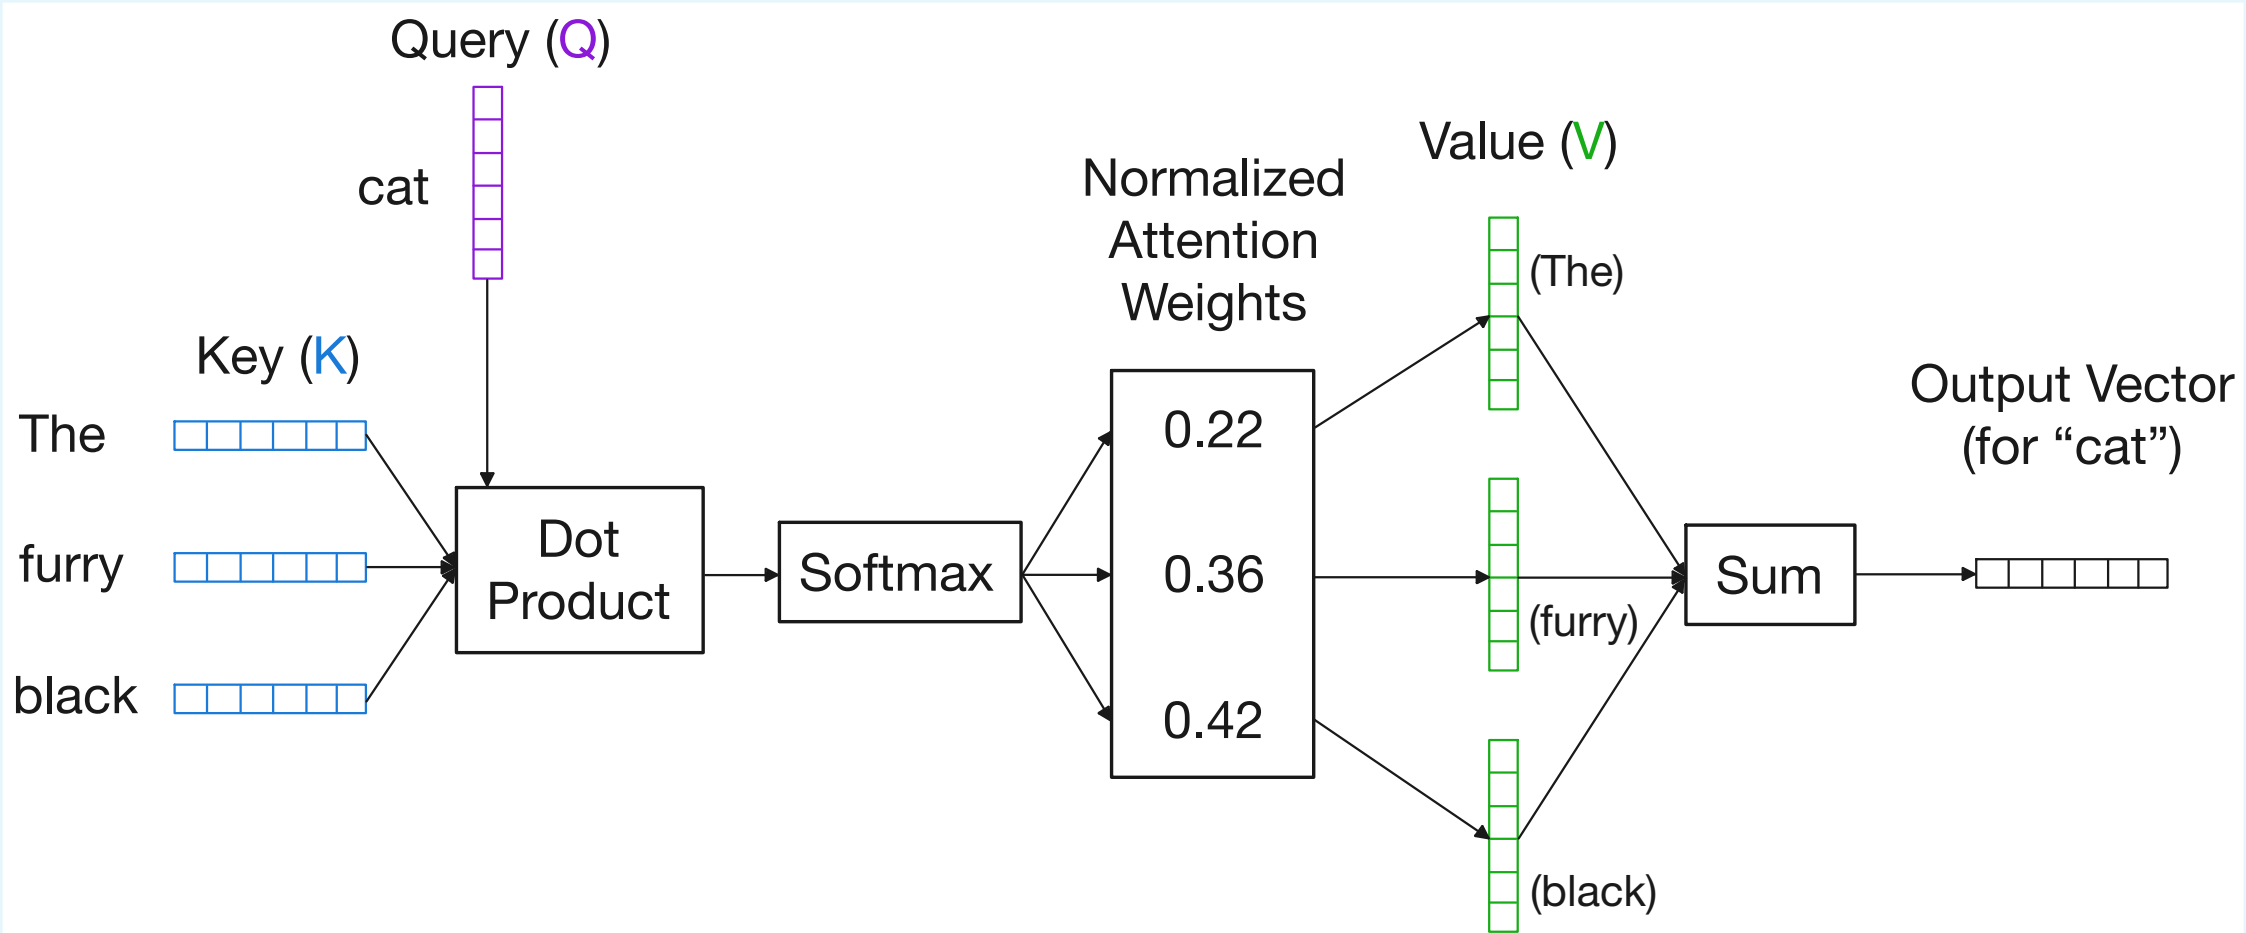 Query (Q)
cat
Key (K)
The
furry
black
Dot
Product
Softmax
Normalized
Attention
Weights
0.22
0.36
0.42
Value (V)
(The)
(furry)
(black)
Sum
Output Vector
(for “cat”)